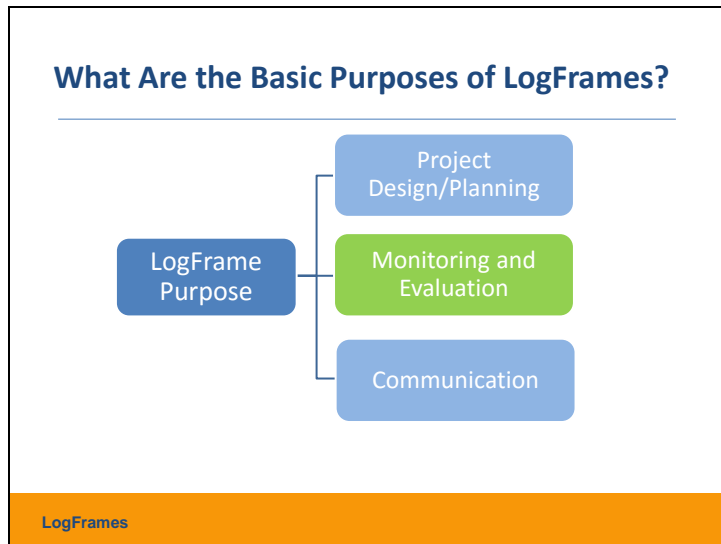 What Are the Basic Purposes of LogFrames?
Project
Design/Planning
LogFrame
Purpose
Monitoring and
Evaluation
Communication
LogFrames